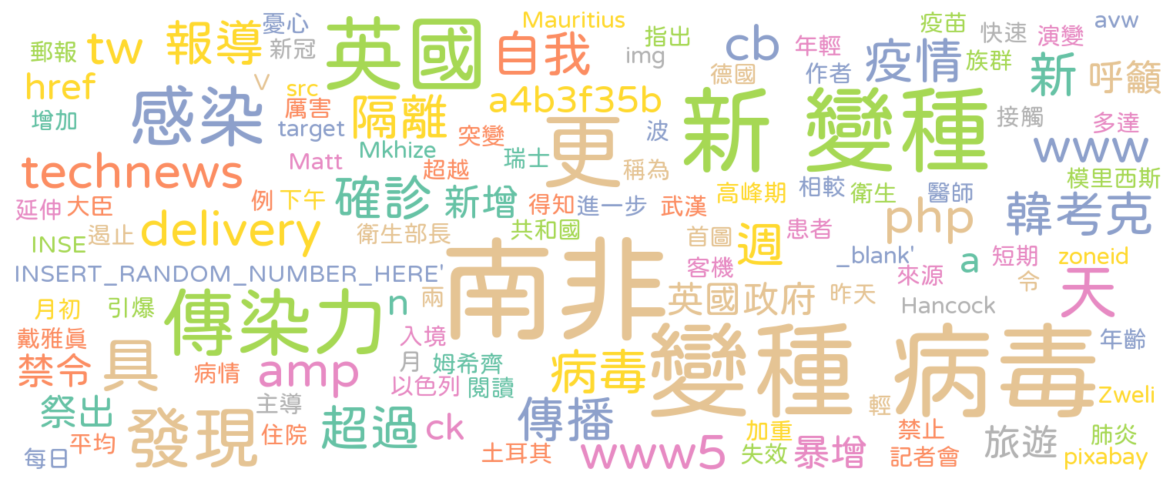 憂心
Mauritius
疫苗
快速
演變
avw
郵報
tw
報導
新冠
英國
自我
img
指出
cb
年輕
疫情
族群
新
呼籲
href
V
src
厲害
德國
作者
增加
感染
target
隔離
突變
a4b3f35b
更
波
新 變種
接觸
多達
www
technews
Matt
Mkhize
超越
瑞士
稱為
模里西斯
延伸
大臣
例
下午
確診
新增
得知
進一步
武漢
高峰期
相較
衛生
醫師
韓考克
INSE
遏止
delivery
衛生部長
共和國
首圖
週
患者
php
INSERT_RANDOM_NUMBER_HERE'
南非
客機
_blank'
來源
a
短期
zoneid
月初
引爆
傳染力
n
兩
英國政府
昨天
Hancock
令
天
戴雅真
禁令
具
病情
amp
入境
月
姆希齊
以色列
閱讀
病毒
變種 病毒
年齡
Zweli
祭出
主導
輕
每日
平均
發現
住院
超過
ck
傳播
土耳其
www5
加重
失效
暴增
禁止
記者會
旅遊
肺炎
pixabay